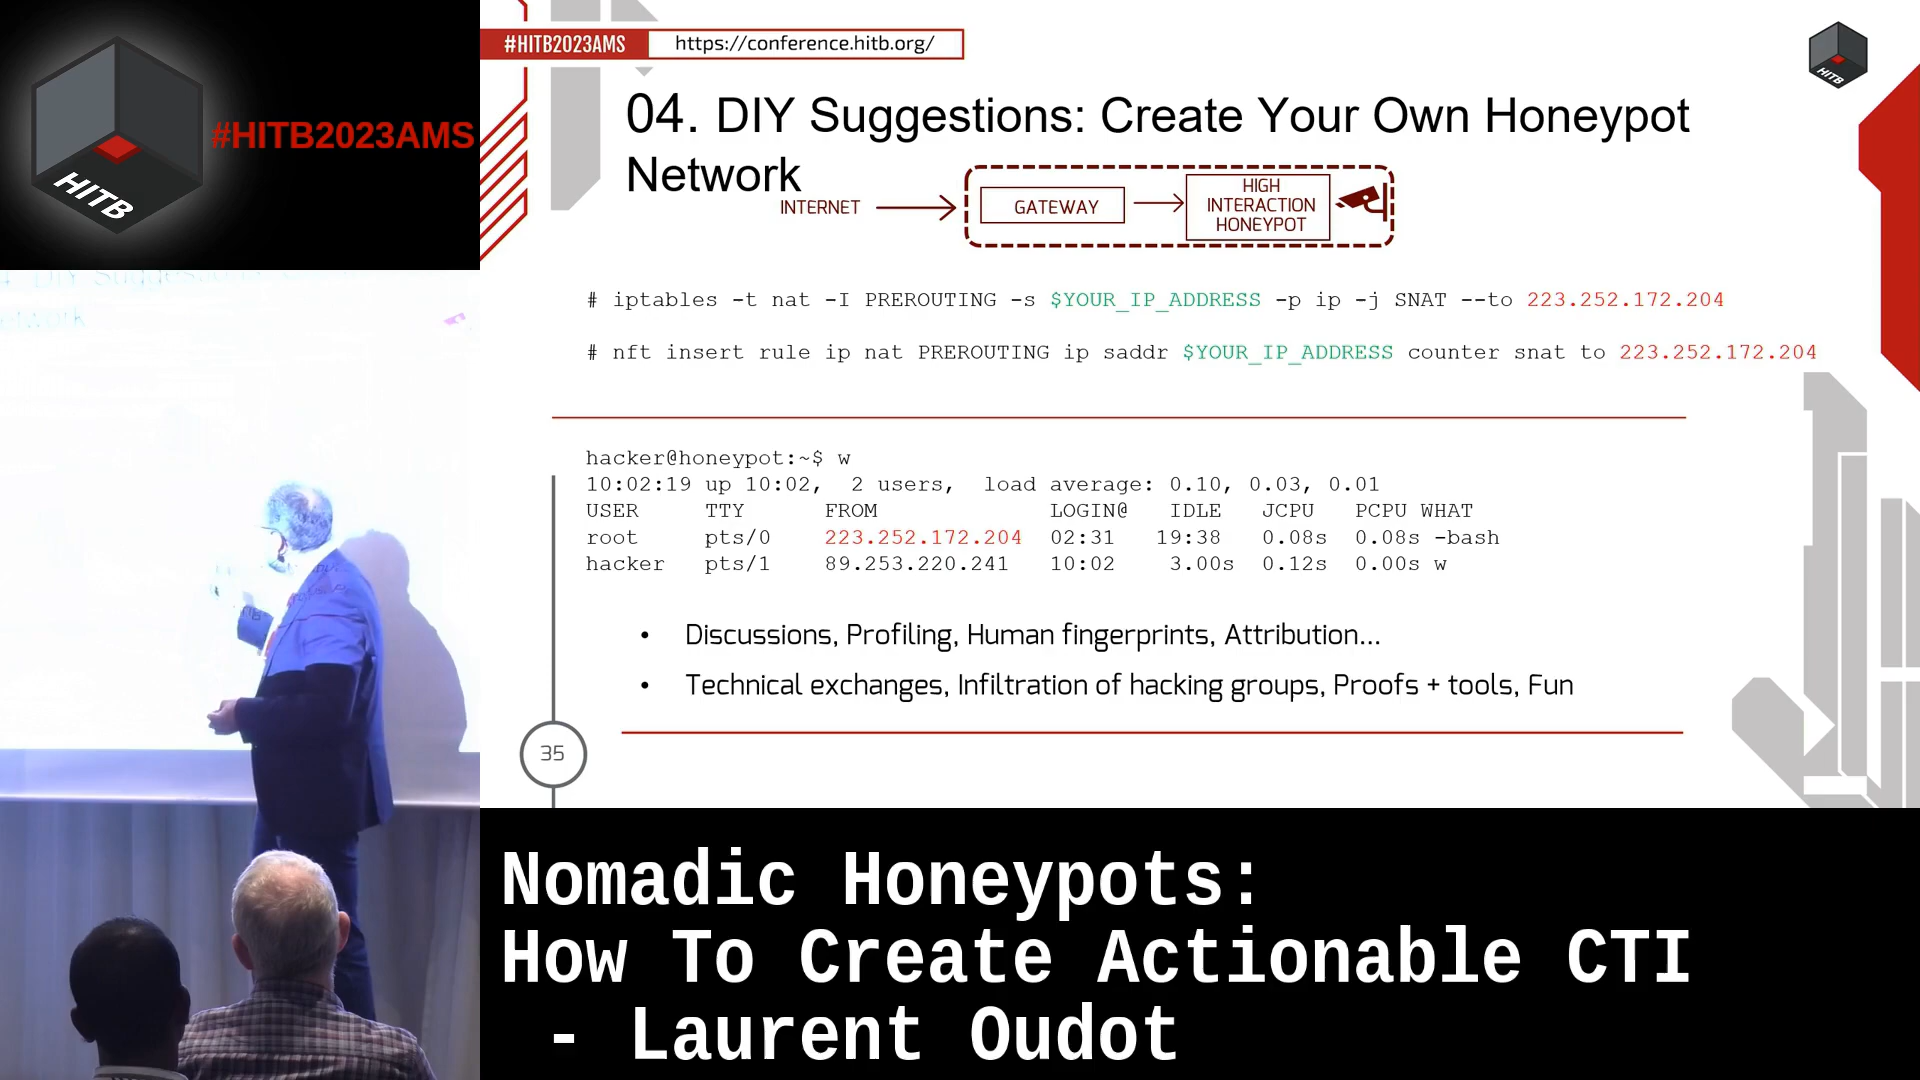 HITB
#HITB2023AMS
#HITB2023AMS
https://conference.hitb.org/
HITB
04. DIY Suggestions: Create Your Own Honeypot
Network
INTERNET
GATEWAY
HIGH
INTERACTION
HONEYPOT
# iptables -t nat -I PREROUTING -s $YOUR_IP_ADDRESS -p ip -j SNAT --to 223.252.172.204
# nft insert rule ip nat PREROUTING ip saddr $YOUR_IP_ADDRESS counter snat to 223.252.172.204
hacker@honeypot:~$ w
10:02:19 up 10:02, 2 users, load average: 0.10, 0.03, 0.01
USER TTY FROM LOGIN@ IDLE JCPU PCPU WHAT
root pts/0 223.252.172.204 02:31 19:38 0.08s 0.08s -bash
hacker pts/1 89.253.220.241 10:02 3.00s 0.12s 0.00s w
• Discussions, Profiling, Human fingerprints, Attribution...
• Technical exchanges, Infiltration of hacking groups, Proofs + tools, Fun
35
Nomadic Honeypots:
How To Create Actionable CTI
- Laurent Oudot